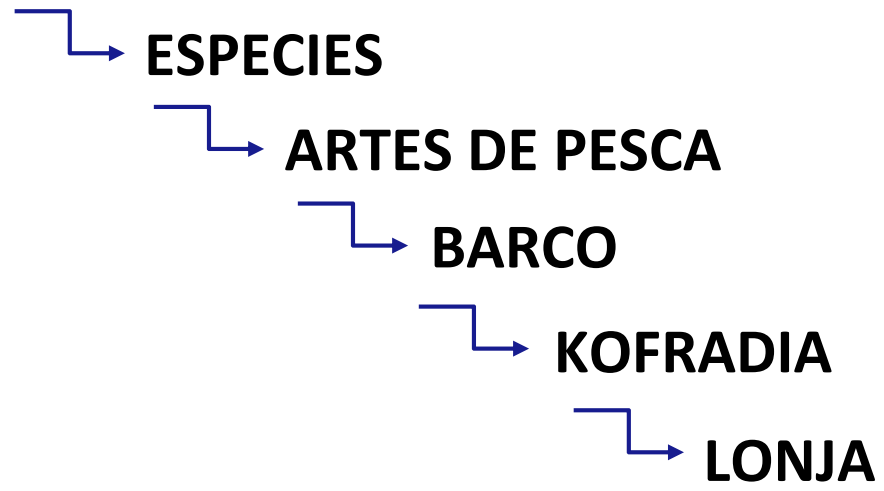 ESPECIES
ARTES DE PESCA
BARCO
KOFRADIA
LONJA